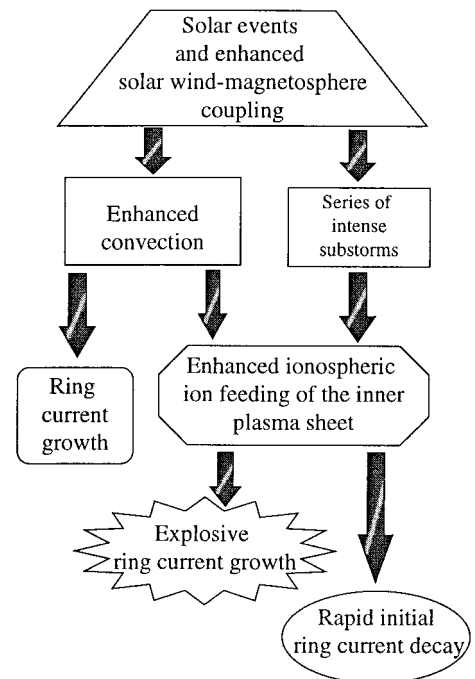 Solar events
and enhanced
solar wind-magnetosphere
coupling
Enhanced
convection
Series of
intense
substorms
Ring
current
growth
Enhanced ionospheric
ion feeding of the inner
plasma sheet
Explosive
ring current growth
Rapid initial
ring current decay